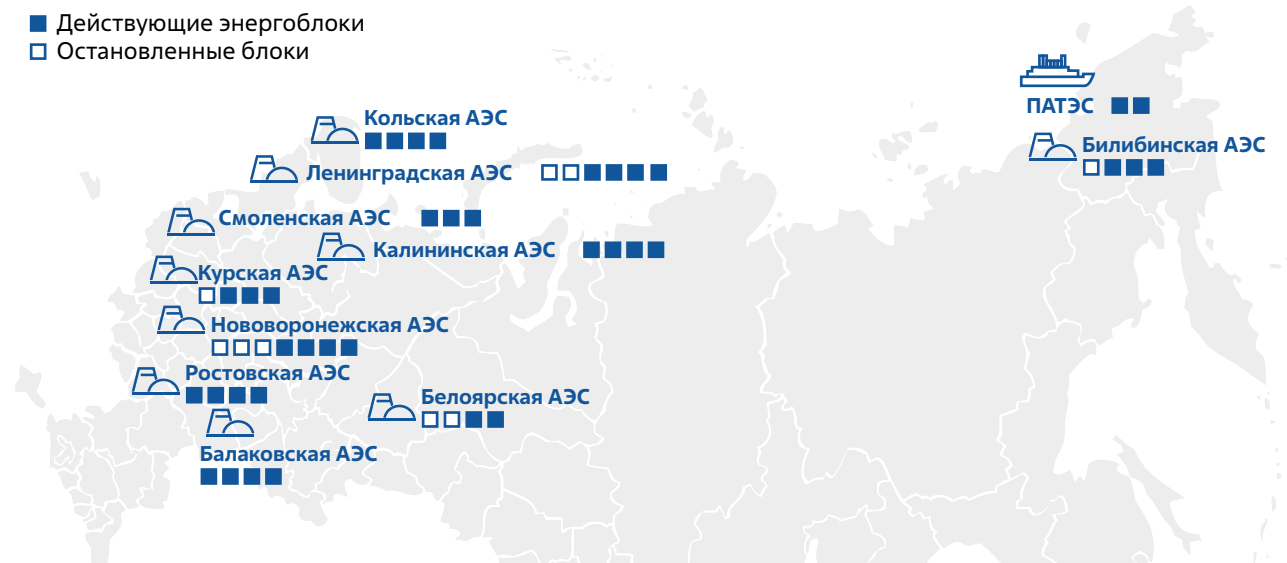 Действующие энергоблоки
Остановленные блоки
ПАТЭС
Кольская АЭС
Билибинская АЭС
Ленинградская АЭС
Смоленская АЭС
Калининская АЭС
Курская АЭС
Нововоронежская АЭС
Ростовская АЭС
Белоярская АЭС
Балаковская АЭС